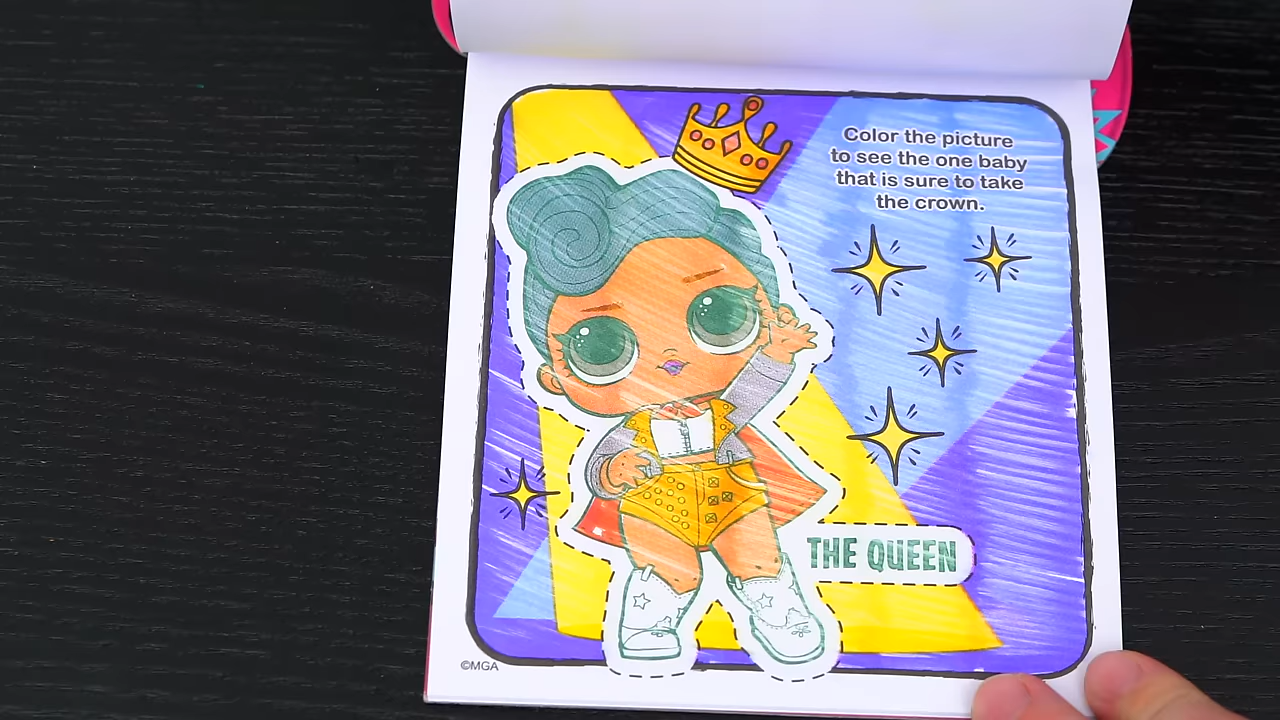 Color the picture
to see the one baby
that is sure to take
the crown.
THE QUEEN
©MGA